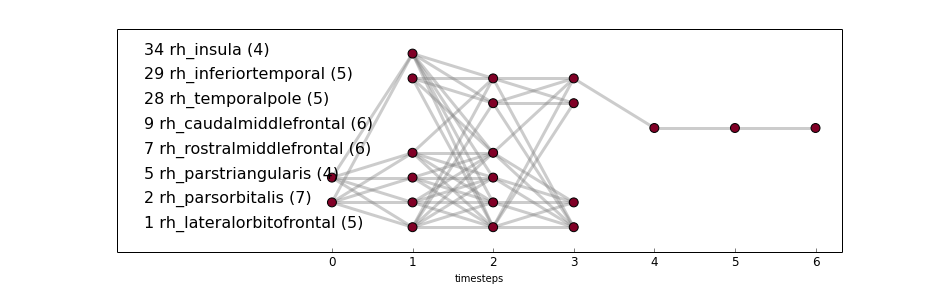 34 rh_insula (4)
29 rh_inferiortemporal (5)
28 rh_temporalpole (5)
9 rh_caudalmiddlefrontal (6)
7 rh_rostralmiddlefrontal (6)
5 rh_parstriangularis (4)
2 rh_parsorbitalis (7)
1 rh_lateralorbitofrontal (5)
0 1 2 3 4 5 6
timesteps